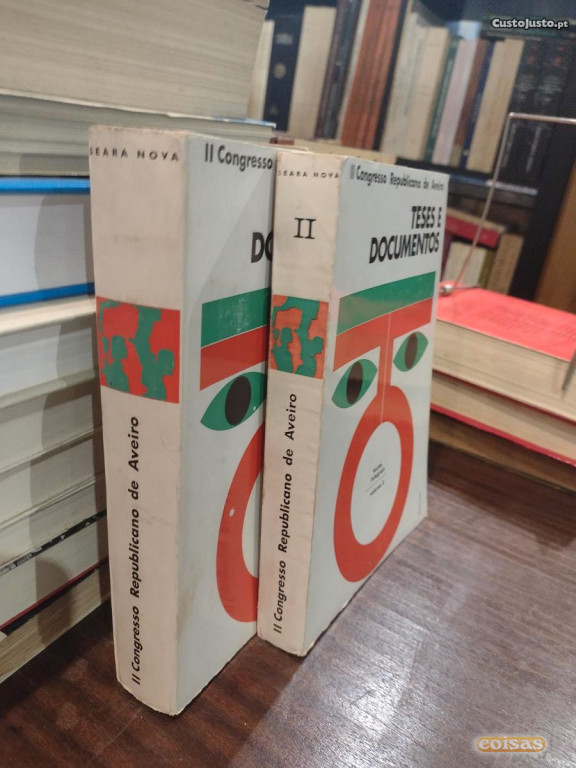 CustoJusto.pt
SEARA NOVA
II Congresso Republicano de Aveiro
II Congresso
DO
SEARA NOVA
II
II Congresso Republicano de Aveiro
II Congresso Republicano de Aveiro
TESES E
DOCUMENTOS
coisas